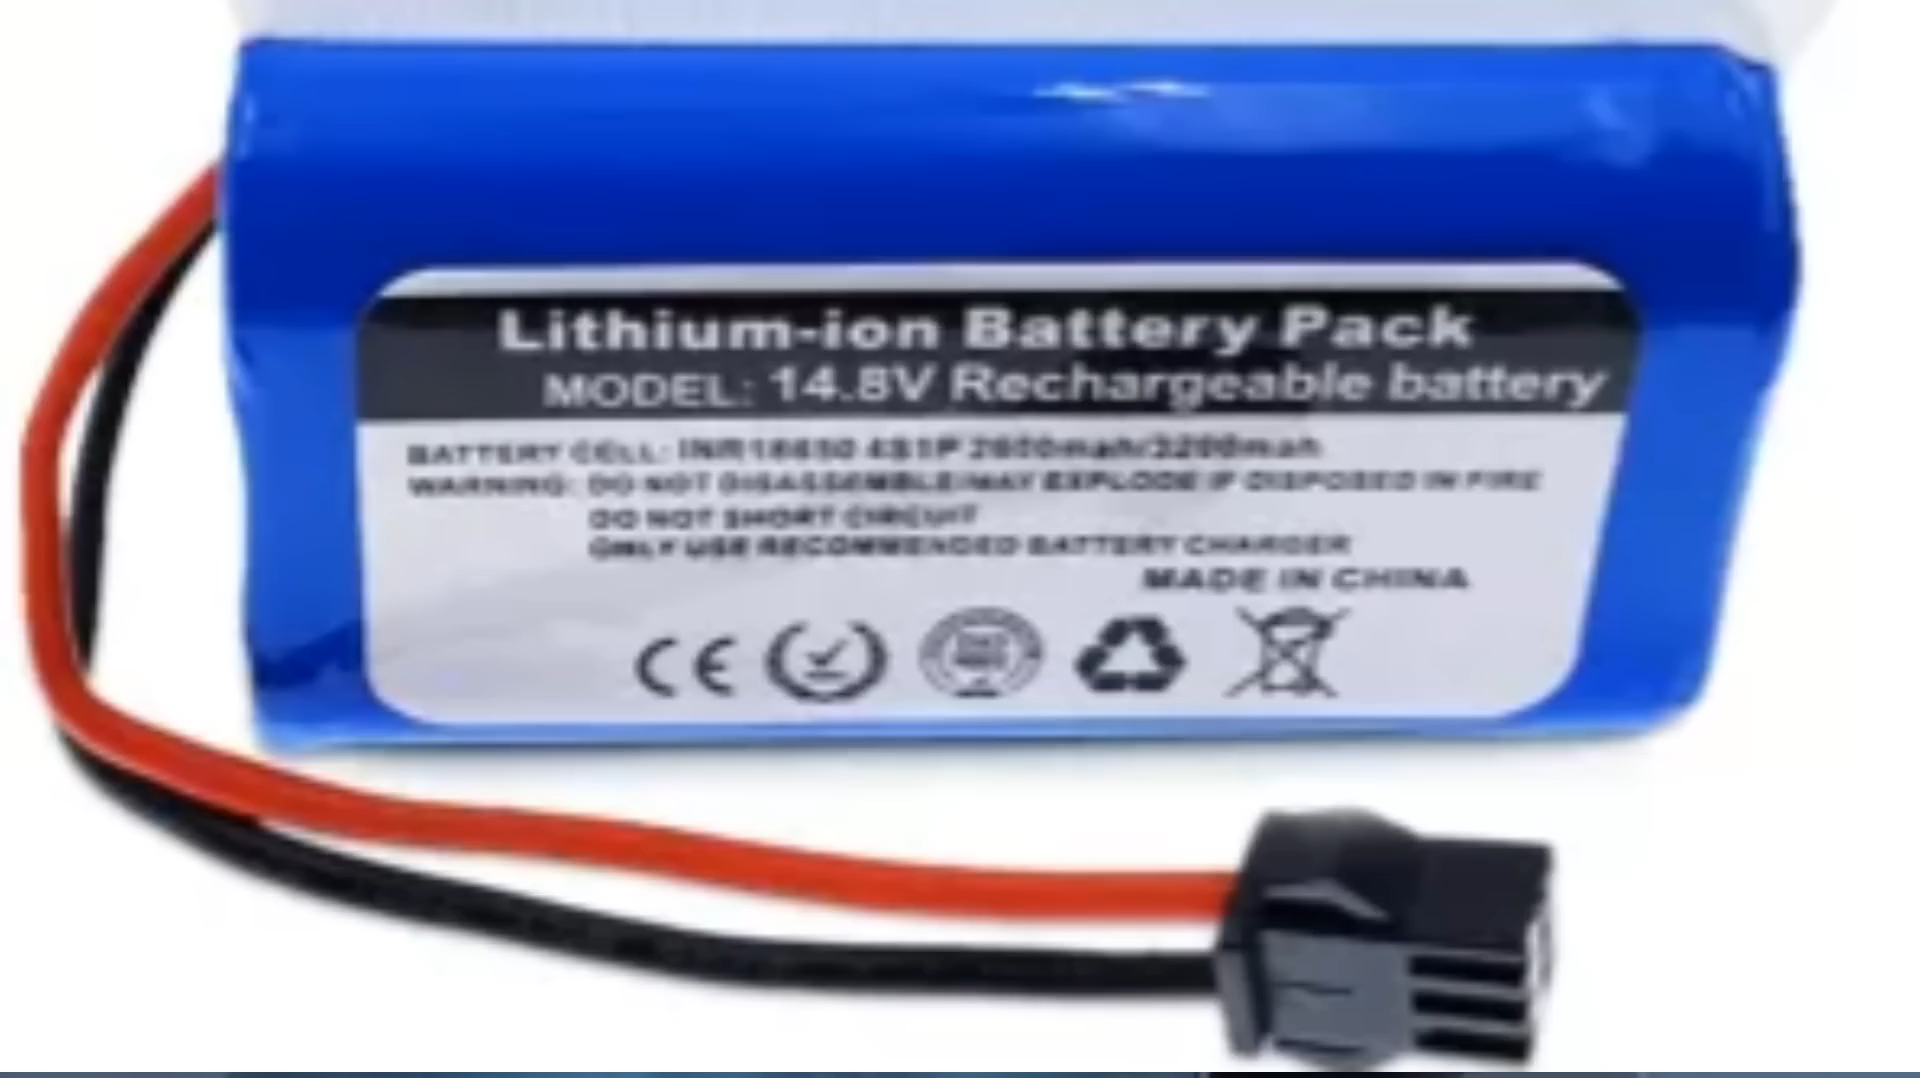 Lithium-ion Battery Pack
MODEL: 14.8V Rechargeable battery
BATTERY CELL: INR18650 4S1P 2600mah/3200mah
WARNING: DO NOT DISASSEMBLE/MAY EXPLODE IF DISPOSED IN FIRE
DO NOT SHORT CIRCUIT
ONLY USE RECOMMENDED BATTERY CHARGER
MADE IN CHINA
CE